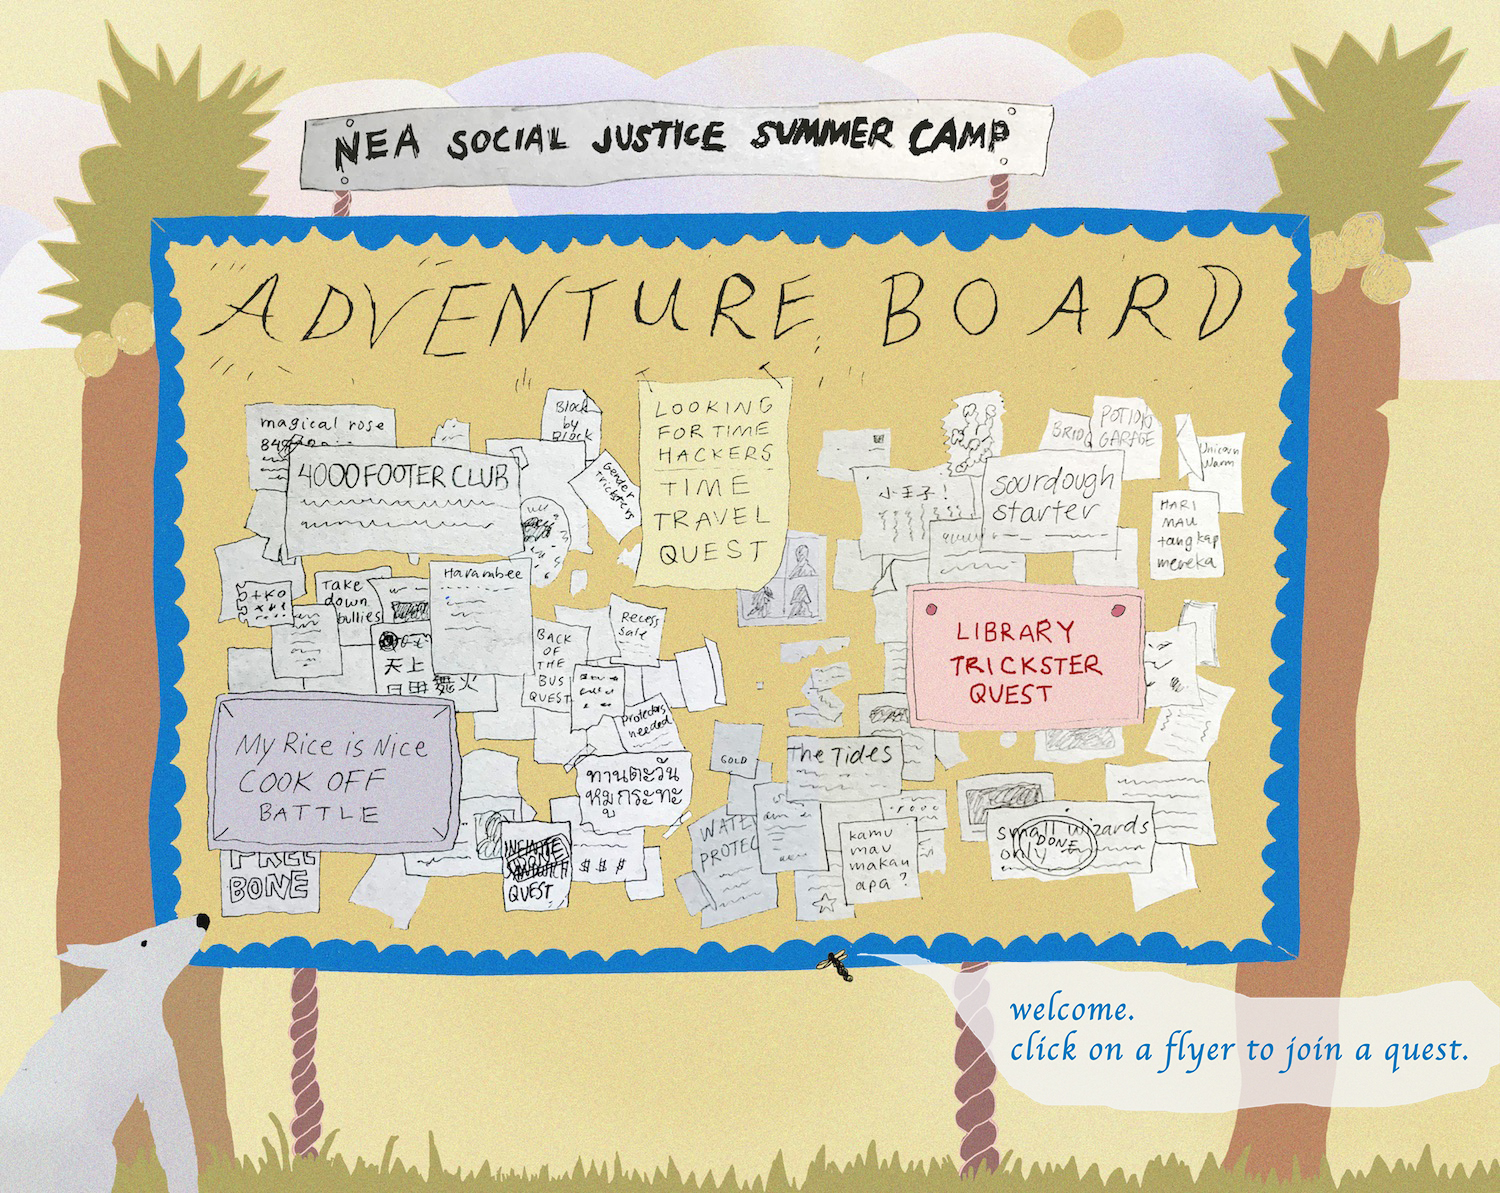 NEA SOCIAL JUSTICE SUMMER CAMP
ADVENTURE BOARD
magical rose
4000 FOOTER CLUB
Block
by
Block
Gender
Tricksters
LOOKING
FOR TIME
HACKERS
TIME
TRAVEL
QUEST
小王子!
sourdough
starter
POTION
GARAGE
Unicorn
Warm
HARI
MAU
tangkap
mereka
Take
down
bullies
Harambee
天上
BACK
OF
THE
BUS
QUEST
Recess
sale
Protectors
needed
LIBRARY
TRICKSTER
QUEST
My Rice is Nice
COOK OFF
BATTLE
FREE
BONE
ทานตะวัน
หมูกระทะ
INFINITE
DONE
SANDWICH
QUEST
$ $ $
GOLD
The Tides
WATE
PROTEC
kamu
mau
makan
apa?
small wizards
only
DONE
welcome.
click on a flyer to join a quest.